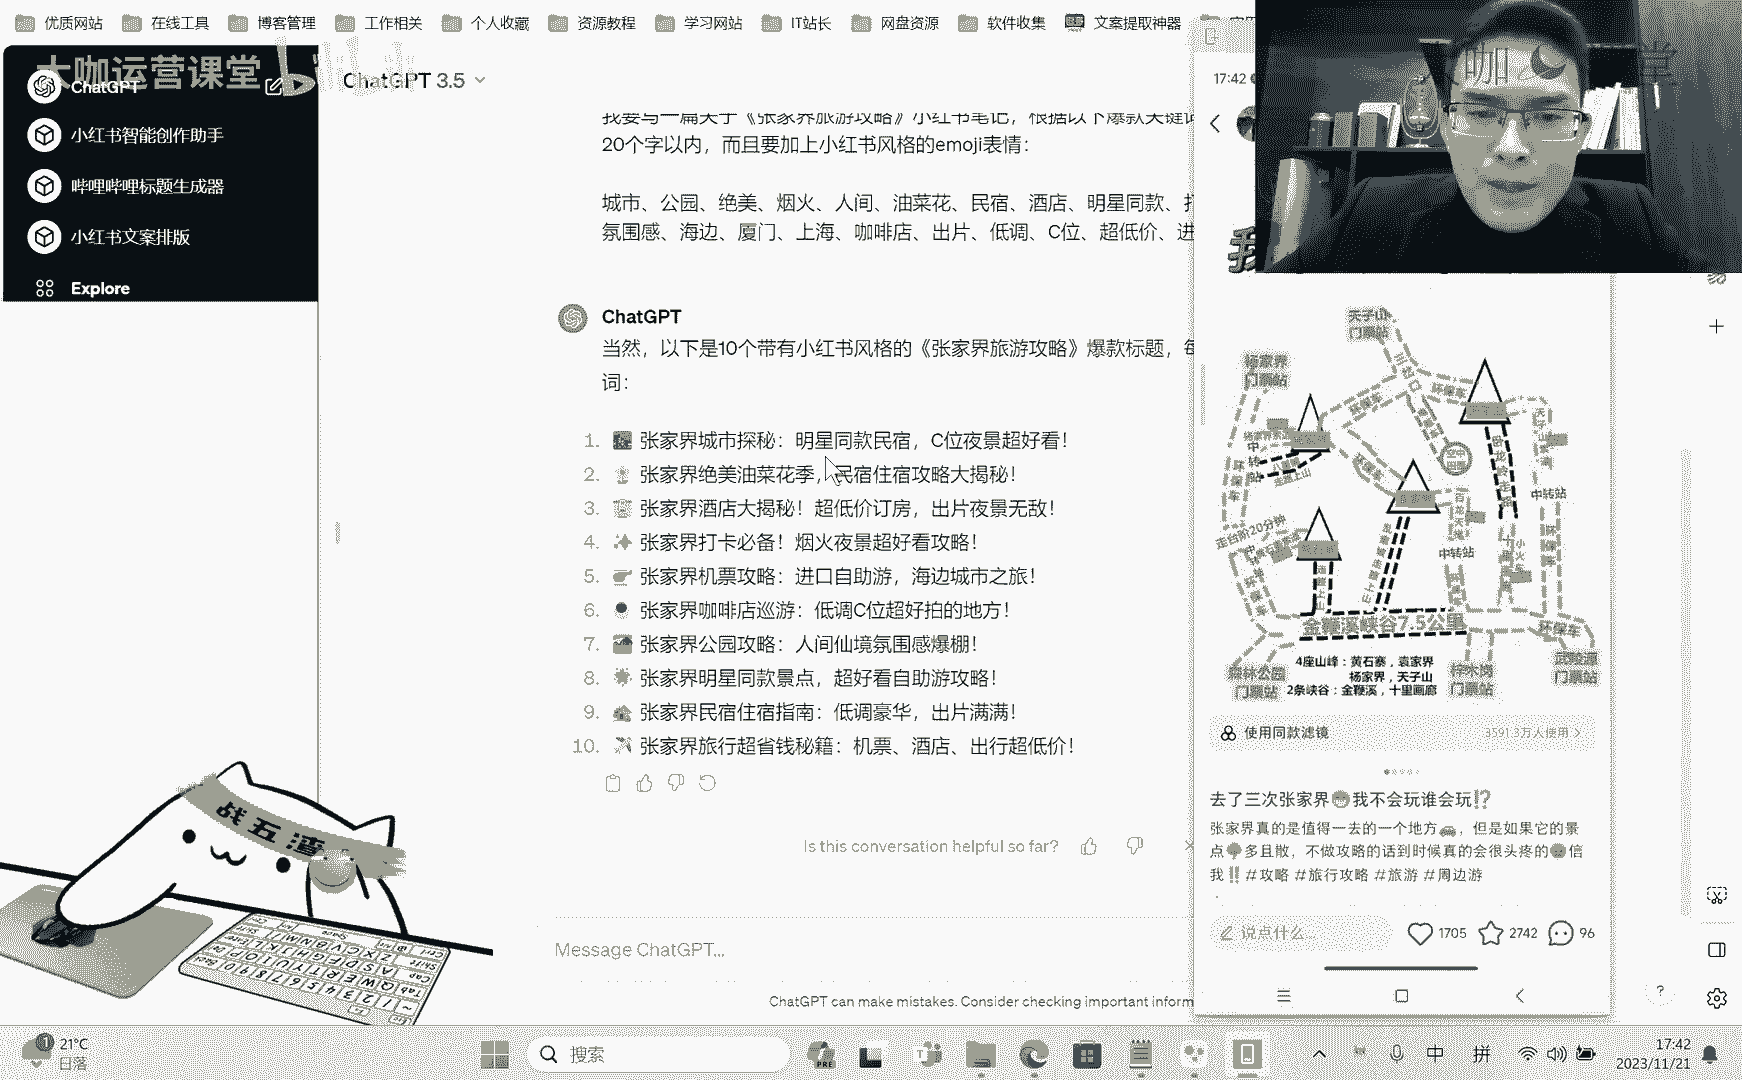 优质网站
在线工具
博客管理
工作相关
个人收藏
资源教程
学习网站
IT站长
网盘资源
软件收集
文案提取神器
大咖运营课堂
ChatGPT
小红书智能创作助手
哔哩哔哩标题生成器
小红书文案排版
Explore
ChatGPT 3.5
我要写一篇关于《张家界旅游攻略》小红书笔记，根据以下爆款关键词
20个字以内，而且要加上小红书风格的emoji表情：
城市、公园、绝美、烟火、人间、油菜花、民宿、酒店、明星同款、打
氛围感、海边、厦门、上海、咖啡店、出片、低调、C位、超低价、进
ChatGPT
当然，以下是10个带有小红书风格的《张家界旅游攻略》爆款标题，每
词：
1. 张家界城市探秘：明星同款民宿，C位夜景超好看！
2. 张家界绝美油菜花季，民宿住宿攻略大揭秘！
3. 张家界酒店大揭秘！超低价订房，出片夜景无敌！
4. 张家界打卡必备！烟火夜景超好看攻略！
5. 张家界机票攻略：进口自助游，海边城市之旅！
6. 张家界咖啡店巡游：低调C位超好拍的地方！
7. 张家界公园攻略：人间仙境氛围感爆棚！
8. 张家界明星同款景点，超好看自助游攻略！
9. 张家界民宿住宿指南：低调豪华，出片满满！
10. 张家界旅行超省钱秘籍：机票、酒店、出行超低价！
Is this conversation helpful so far?
Message ChatGPT...
ChatGPT can make mistakes. Consider checking important inform
17:42
咖
堂
我
天子山
门票站
杨家界
门票站
环保车
环保车
中转站
中转站
走台阶20分钟
金鞭溪峡谷7.5公里
环保车
4座山峰：黄石寨，袁家界
杨家界，天子山
2条峡谷：金鞭溪，十里画廊
森林公园
门票站
梓木岗
门票站
武陵源
门票站
使用同款滤镜
3591.3万人使用
去了三次张家界😁我不会玩谁会玩⁉️
张家界真的是值得一去的一个地方🚗，但是如果它的景
点🌳多且散，不做攻略的话到时候真的会很头疼的信
我‼️#攻略 #旅行攻略 #旅游 #周边游
说点什么...
1705
2742
96
战五渣
21°C
日落
搜索
中
拼
17:42
2023/11/21